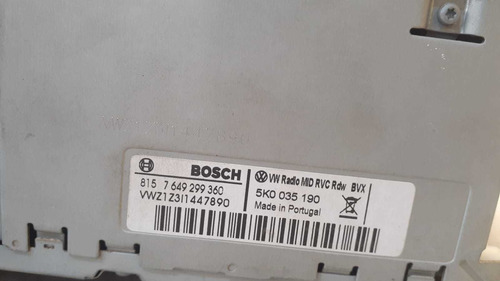 BOSCH
VW Radio MID RVC Rdw BVX
815 7 649 299 360
5K0 035 190
VWZ1Z3I1447890
Made in Portugal